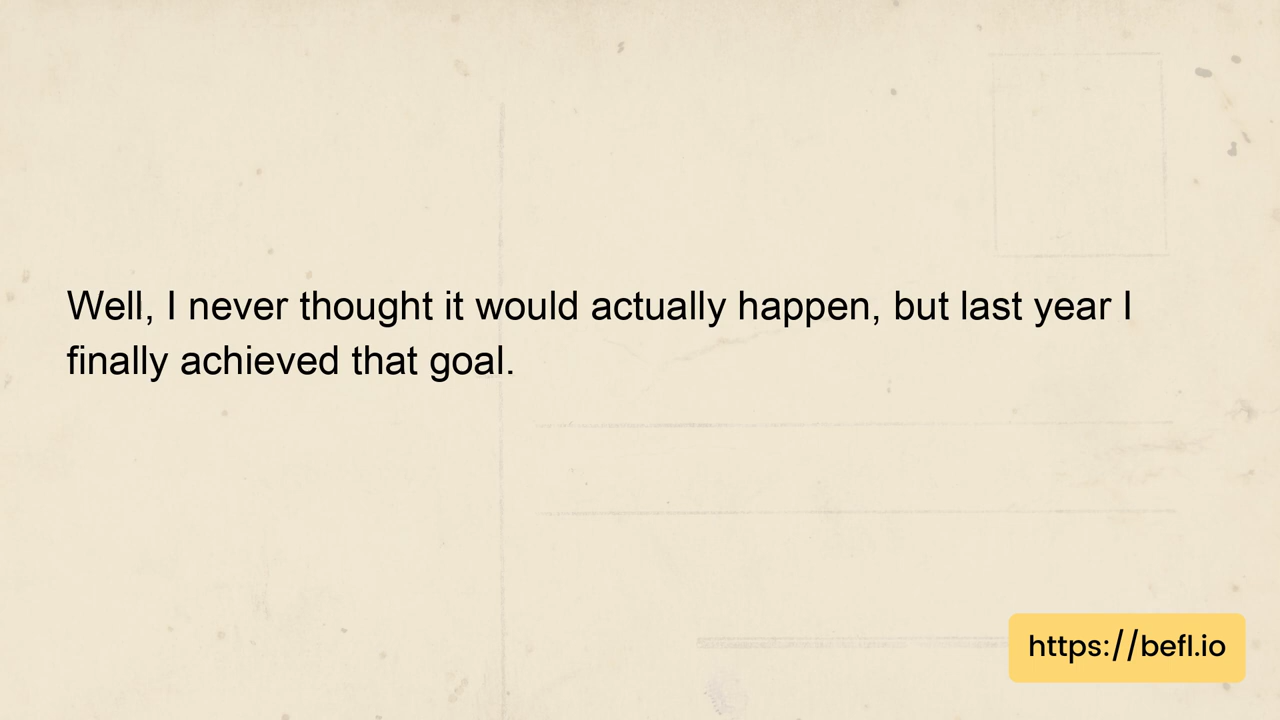 Well, I never thought it would actually happen, but last year I
finally achieved that goal.
https://befl.io